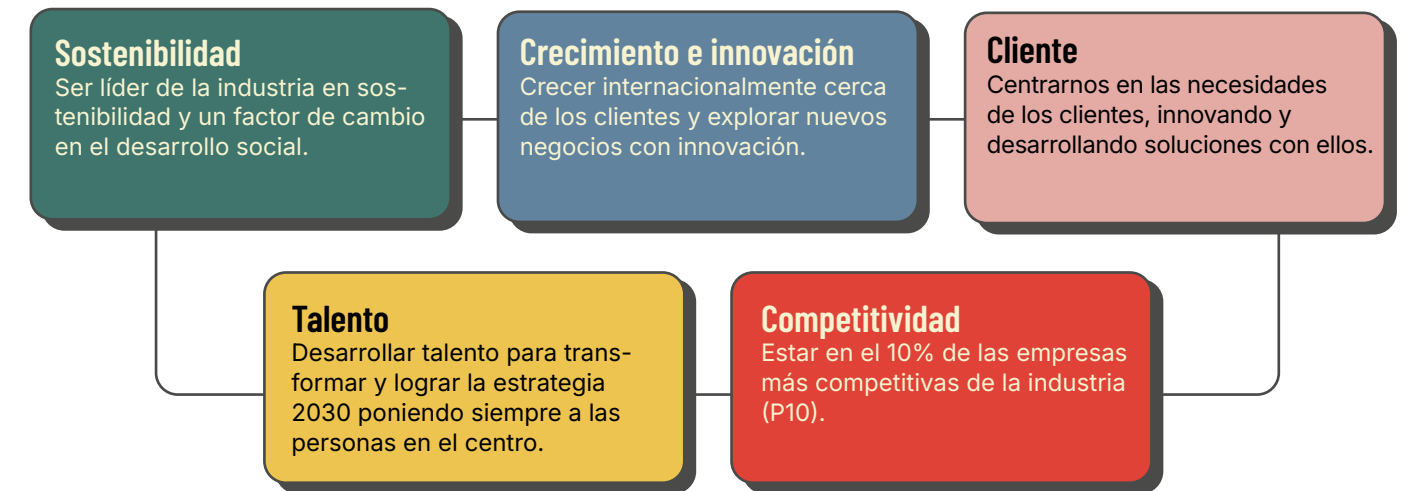 Sostenibilidad
Ser líder de la industria en sos-
tenibilidad y un factor de cambio
en el desarrollo social.
Crecimiento e innovación
Crecer internacionalmente cerca
de los clientes y explorar nuevos
negocios con innovación.
Cliente
Centrarnos en las necesidades
de los clientes, innovando y
desarrollando soluciones con ellos.
Talento
Desarrollar talento para trans-
formar y lograr la estrategia
2030 poniendo siempre a las
personas en el centro.
Competitividad
Estar en el 10% de las empresas
más competitivas de la industria
(P10).